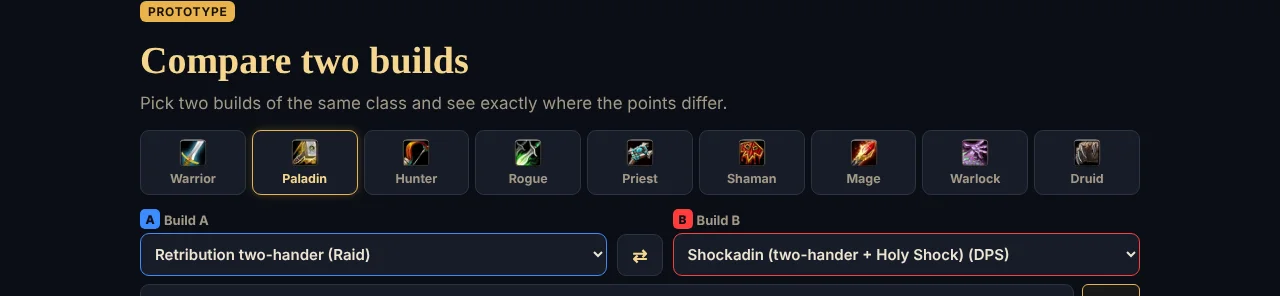 PROTOTYPE
Compare two builds
Pick two builds of the same class and see exactly where the points differ.
Warrior Paladin Hunter Rogue Priest Shaman Mage Warlock Druid
A Build A B Build B
Retribution two-hander (Raid) ⇄ Shockadin (two-hander + Holy Shock) (DPS)